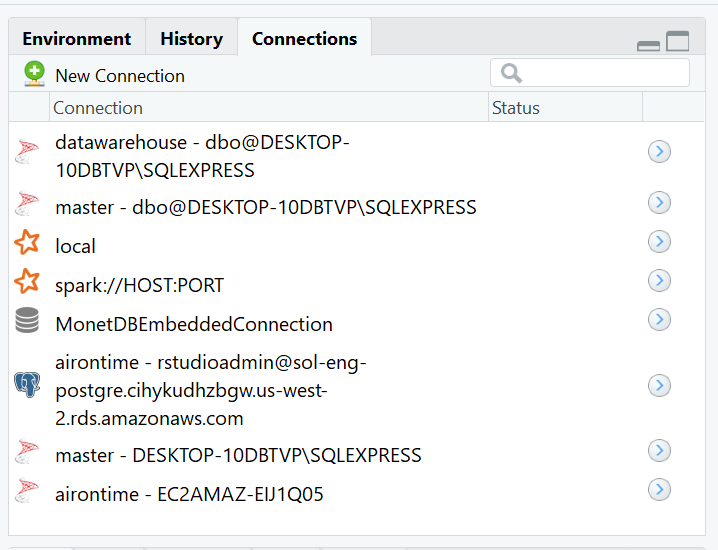 Environment History Connections
New Connection
Connection Status
datawarehouse - dbo@DESKTOP-
10DBTVP\SQLEXPRESS
master - dbo@DESKTOP-10DBTVP\SQLEXPRESS
local
spark://HOST:PORT
MonetDBEmbeddedConnection
airontime - rstudioadmin@sol-eng-
postgre.cihykudhzbgw.us-west-
2.rds.amazonaws.com
master - DESKTOP-10DBTVP\SQLEXPRESS
airontime - EC2AMAZ-EIJ1Q05